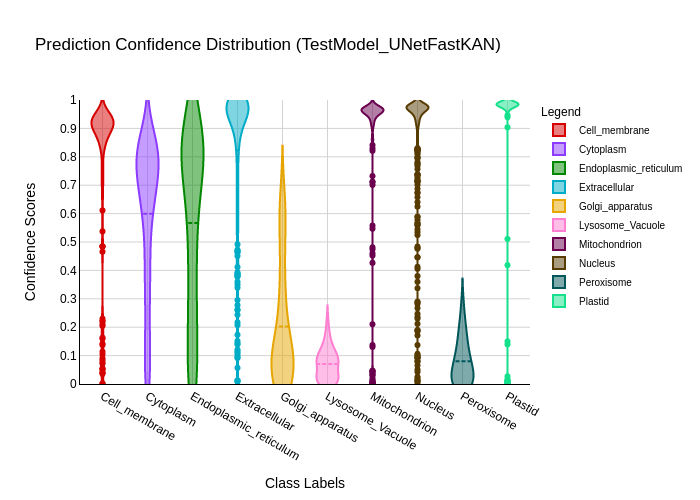 Prediction Confidence Distribution (TestModel_UNetFastKAN)
Confidence Scores
1
0.9
0.8
0.7
0.6
0.5
0.4
0.3
0.2
0.1
0
Cell_membrane
Cytoplasm
Endoplasmic_reticulum
Extracellular
Golgi_apparatus
Lysosome_Vacuole
Mitochondrion
Nucleus
Peroxisome
Plastid
Class Labels
Legend
Cell_membrane
Cytoplasm
Endoplasmic_reticulum
Extracellular
Golgi_apparatus
Lysosome_Vacuole
Mitochondrion
Nucleus
Peroxisome
Plastid